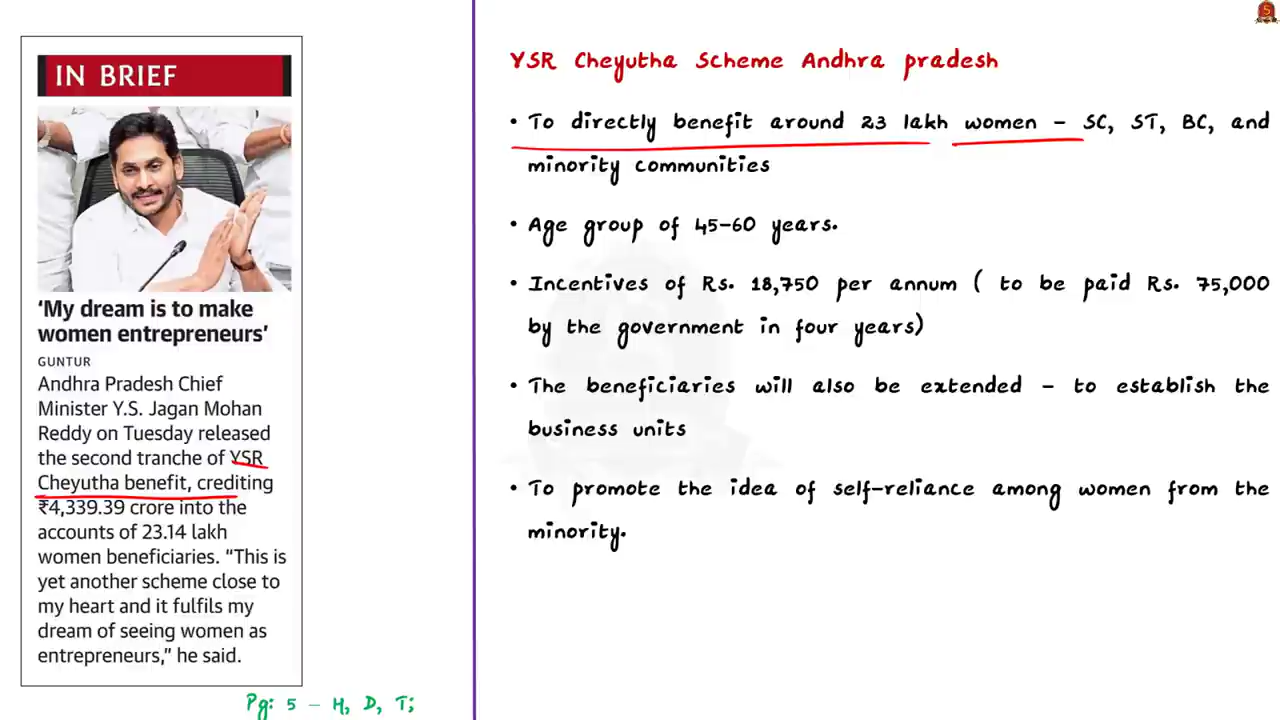 IN BRIEF
‘My dream is to make
women entrepreneurs’
GUNTUR
Andhra Pradesh Chief
Minister Y.S. Jagan Mohan
Reddy on Tuesday released
the second tranche of YSR
Cheyutha benefit, crediting
₹4,339.39 crore into the
accounts of 23.14 lakh
women beneficiaries. “This is
yet another scheme close to
my heart and it fulfils my
dream of seeing women as
entrepreneurs,” he said.
Pg: 5 – H, D, T;
YSR Cheyutha Scheme Andhra pradesh
• To directly benefit around 23 lakh women – SC, ST, BC, and
minority communities
• Age group of 45-60 years.
• Incentives of Rs. 18,750 per annum ( to be paid Rs. 75,000
by the government in four years)
• The beneficiaries will also be extended – to establish the
business units
• To promote the idea of self-reliance among women from the
minority.